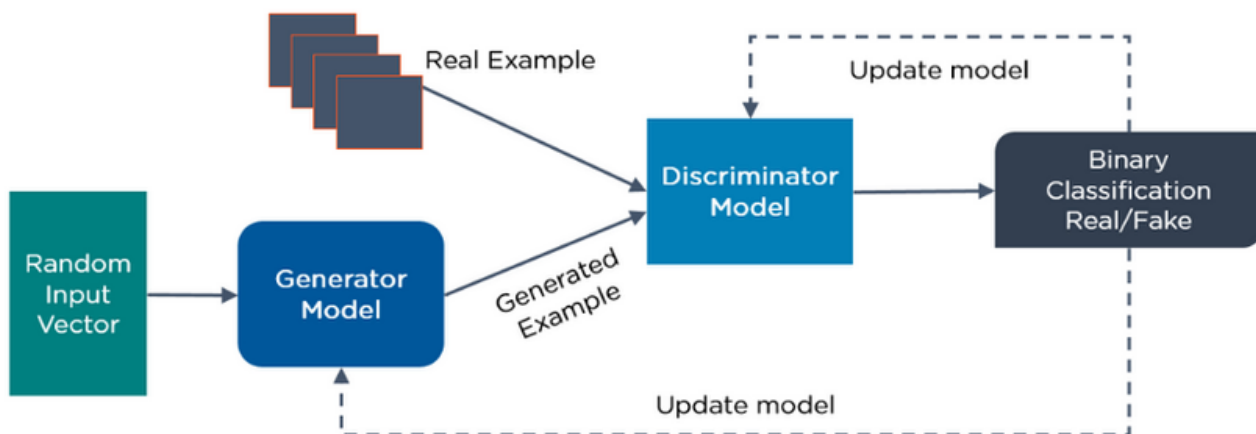 Real Example
Update model
Discriminator
Model
Binary
Classification
Real/Fake
Random
Input
Vector
Generator
Model
Generated
Example
Update model